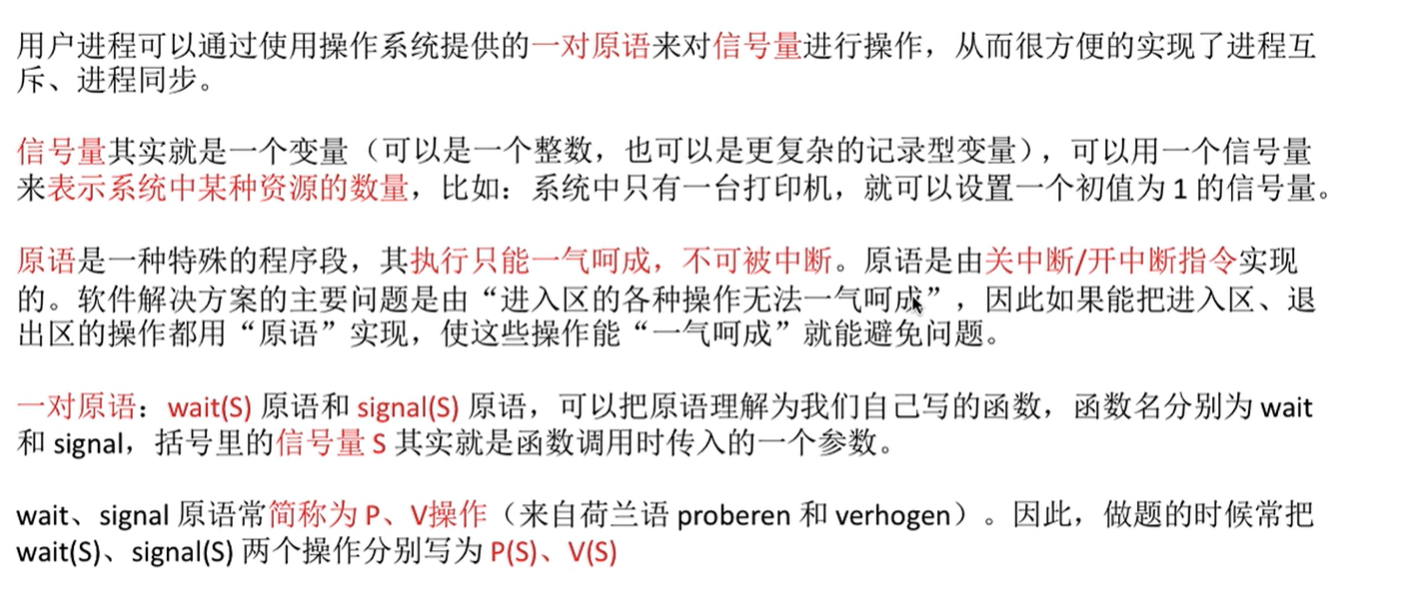 用户进程可以通过使用操作系统提供的一对原语来对信号量进行操作，从而很方便的实现了进程互
斥、进程同步。
信号量其实就是一个变量（可以是一个整数，也可以是更复杂的记录型变量），可以用一个信号量
来表示系统中某种资源的数量，比如：系统中只有一台打印机，就可以设置一个初值为 1 的信号量。
原语是一种特殊的程序段，其执行只能一气呵成，不可被中断。原语是由关中断/开中断指令实现
的。软件解决方案的主要问题是由“进入区的各种操作无法一气呵成”，因此如果能把进入区、退
出区的操作都用“原语”实现，使这些操作能“一气呵成”就能避免问题。
一对原语：wait(S) 原语和 signal(S) 原语，可以把原语理解为我们自己写的函数，函数名分别为 wait
和 signal，括号里的信号量 S 其实就是函数调用时传入的一个参数。
wait、signal 原语常简称为 P、V操作（来自荷兰语 proberen 和 verhogen）。因此，做题的时候常把
wait(S)、signal(S) 两个操作分别写为 P(S)、V(S)